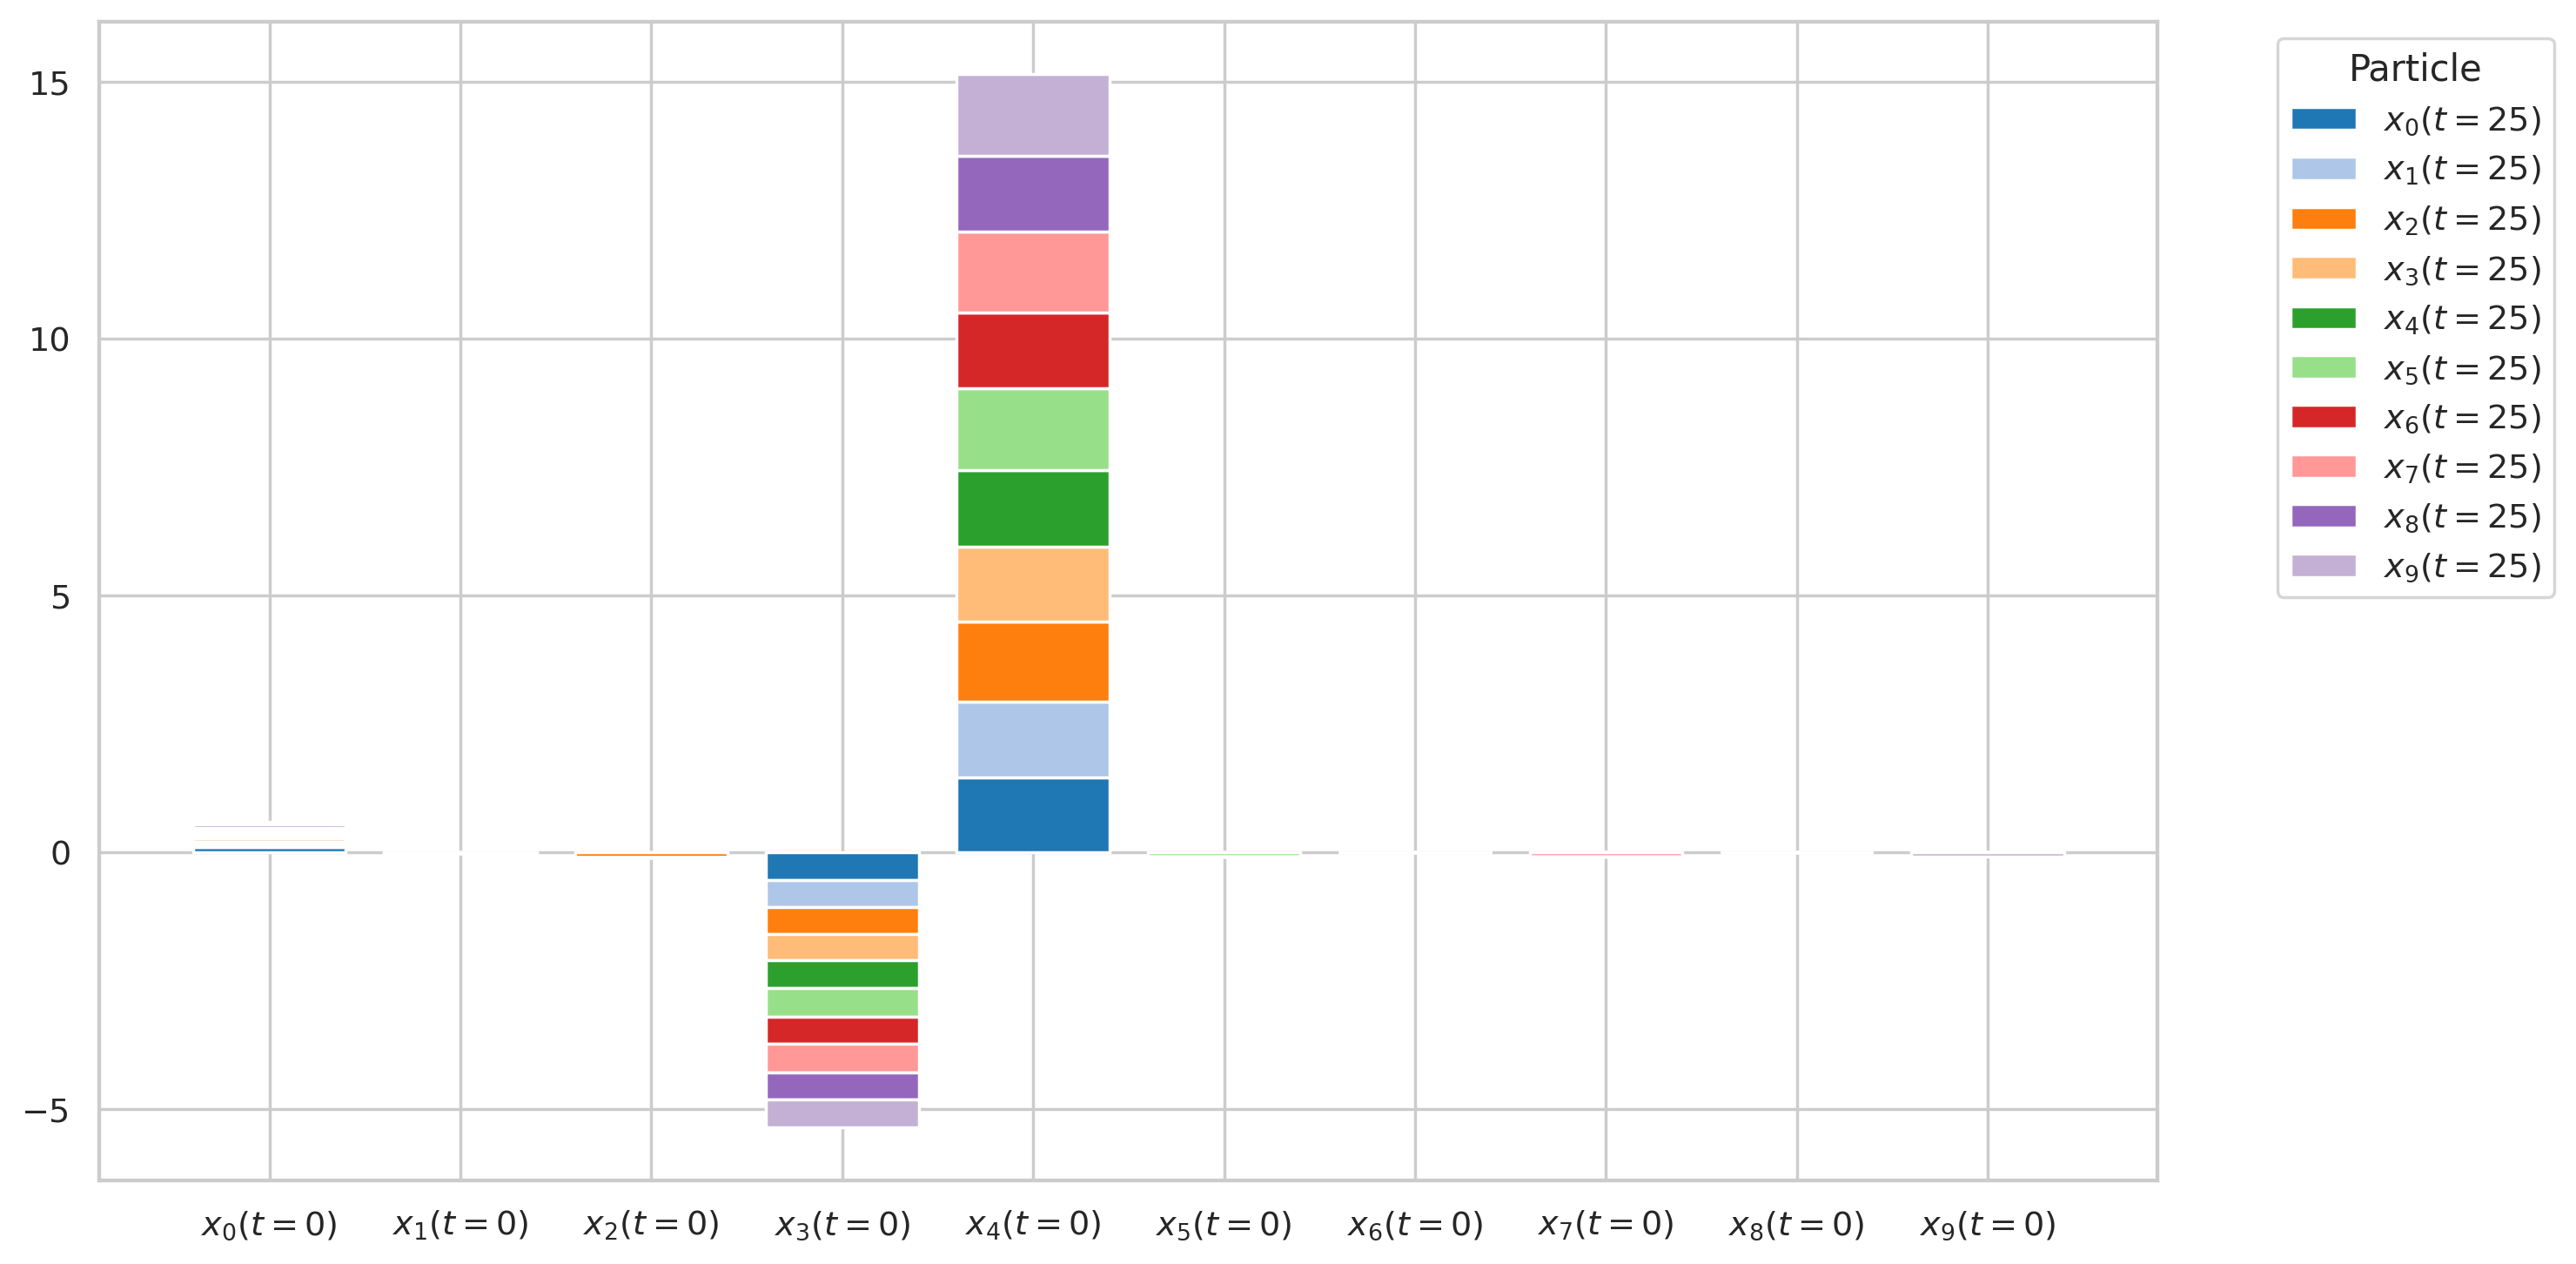 15
10
5
0
−5
x₀(t = 0)
x₁(t = 0)
x₂(t = 0)
x₃(t = 0)
x₄(t = 0)
x₅(t = 0)
x₆(t = 0)
x₇(t = 0)
x₈(t = 0)
x₉(t = 0)
Particle
x₀(t = 25)
x₁(t = 25)
x₂(t = 25)
x₃(t = 25)
x₄(t = 25)
x₅(t = 25)
x₆(t = 25)
x₇(t = 25)
x₈(t = 25)
x₉(t = 25)